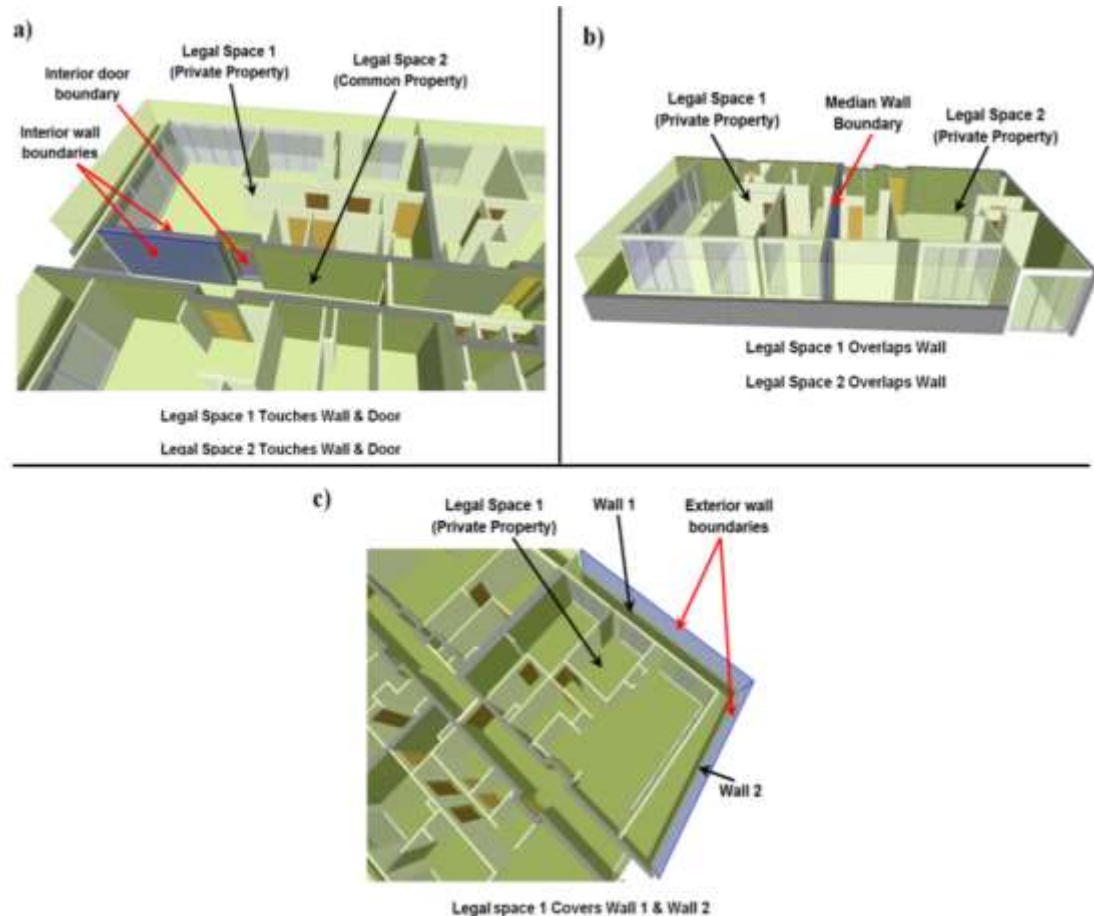 a)
Legal Space 1
(Private Property)
Legal Space 2
(Common Property)
Interior door
boundary
Interior wall
boundaries
Legal Space 1 Touches Wall & Door
Legal Space 2 Touches Wall & Door
b)
Legal Space 1
(Private Property)
Median Wall
Boundary
Legal Space 2
(Private Property)
Legal Space 1 Overlaps Wall
Legal Space 2 Overlaps Wall
c)
Legal Space 1
(Private Property)
Wall 1
Exterior wall
boundaries
Wall 2
Legal space 1 Covers Wall 1 & Wall 2